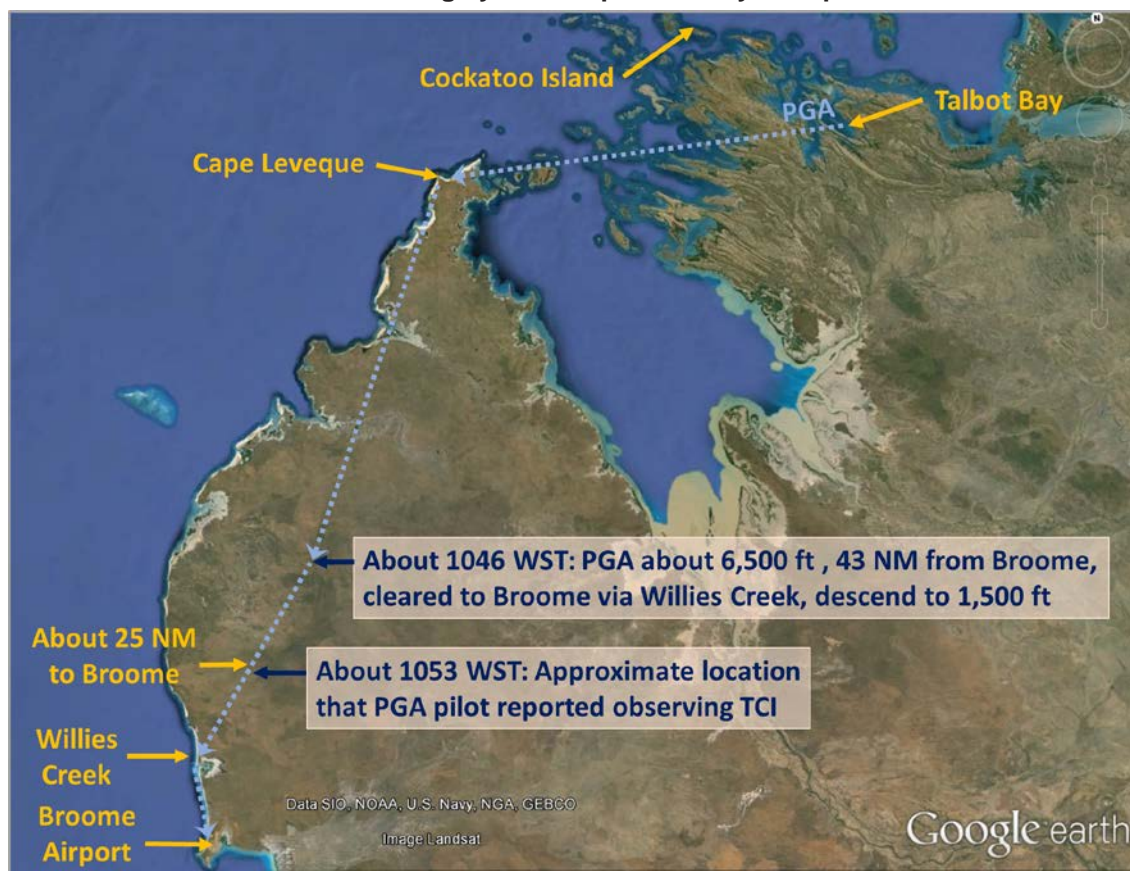 N
Cockatoo Island
PGA
Talbot Bay
Cape Leveque
About 1046 WST: PGA about 6,500 ft , 43 NM from Broome,
cleared to Broome via Willies Creek, descend to 1,500 ft
About 25 NM
to Broome
About 1053 WST: Approximate location
that PGA pilot reported observing TCI
Willies
Creek
Broome
Airport
Data SIO, NOAA, U.S. Navy, NGA, GEBCO
Image Landsat
Google earth